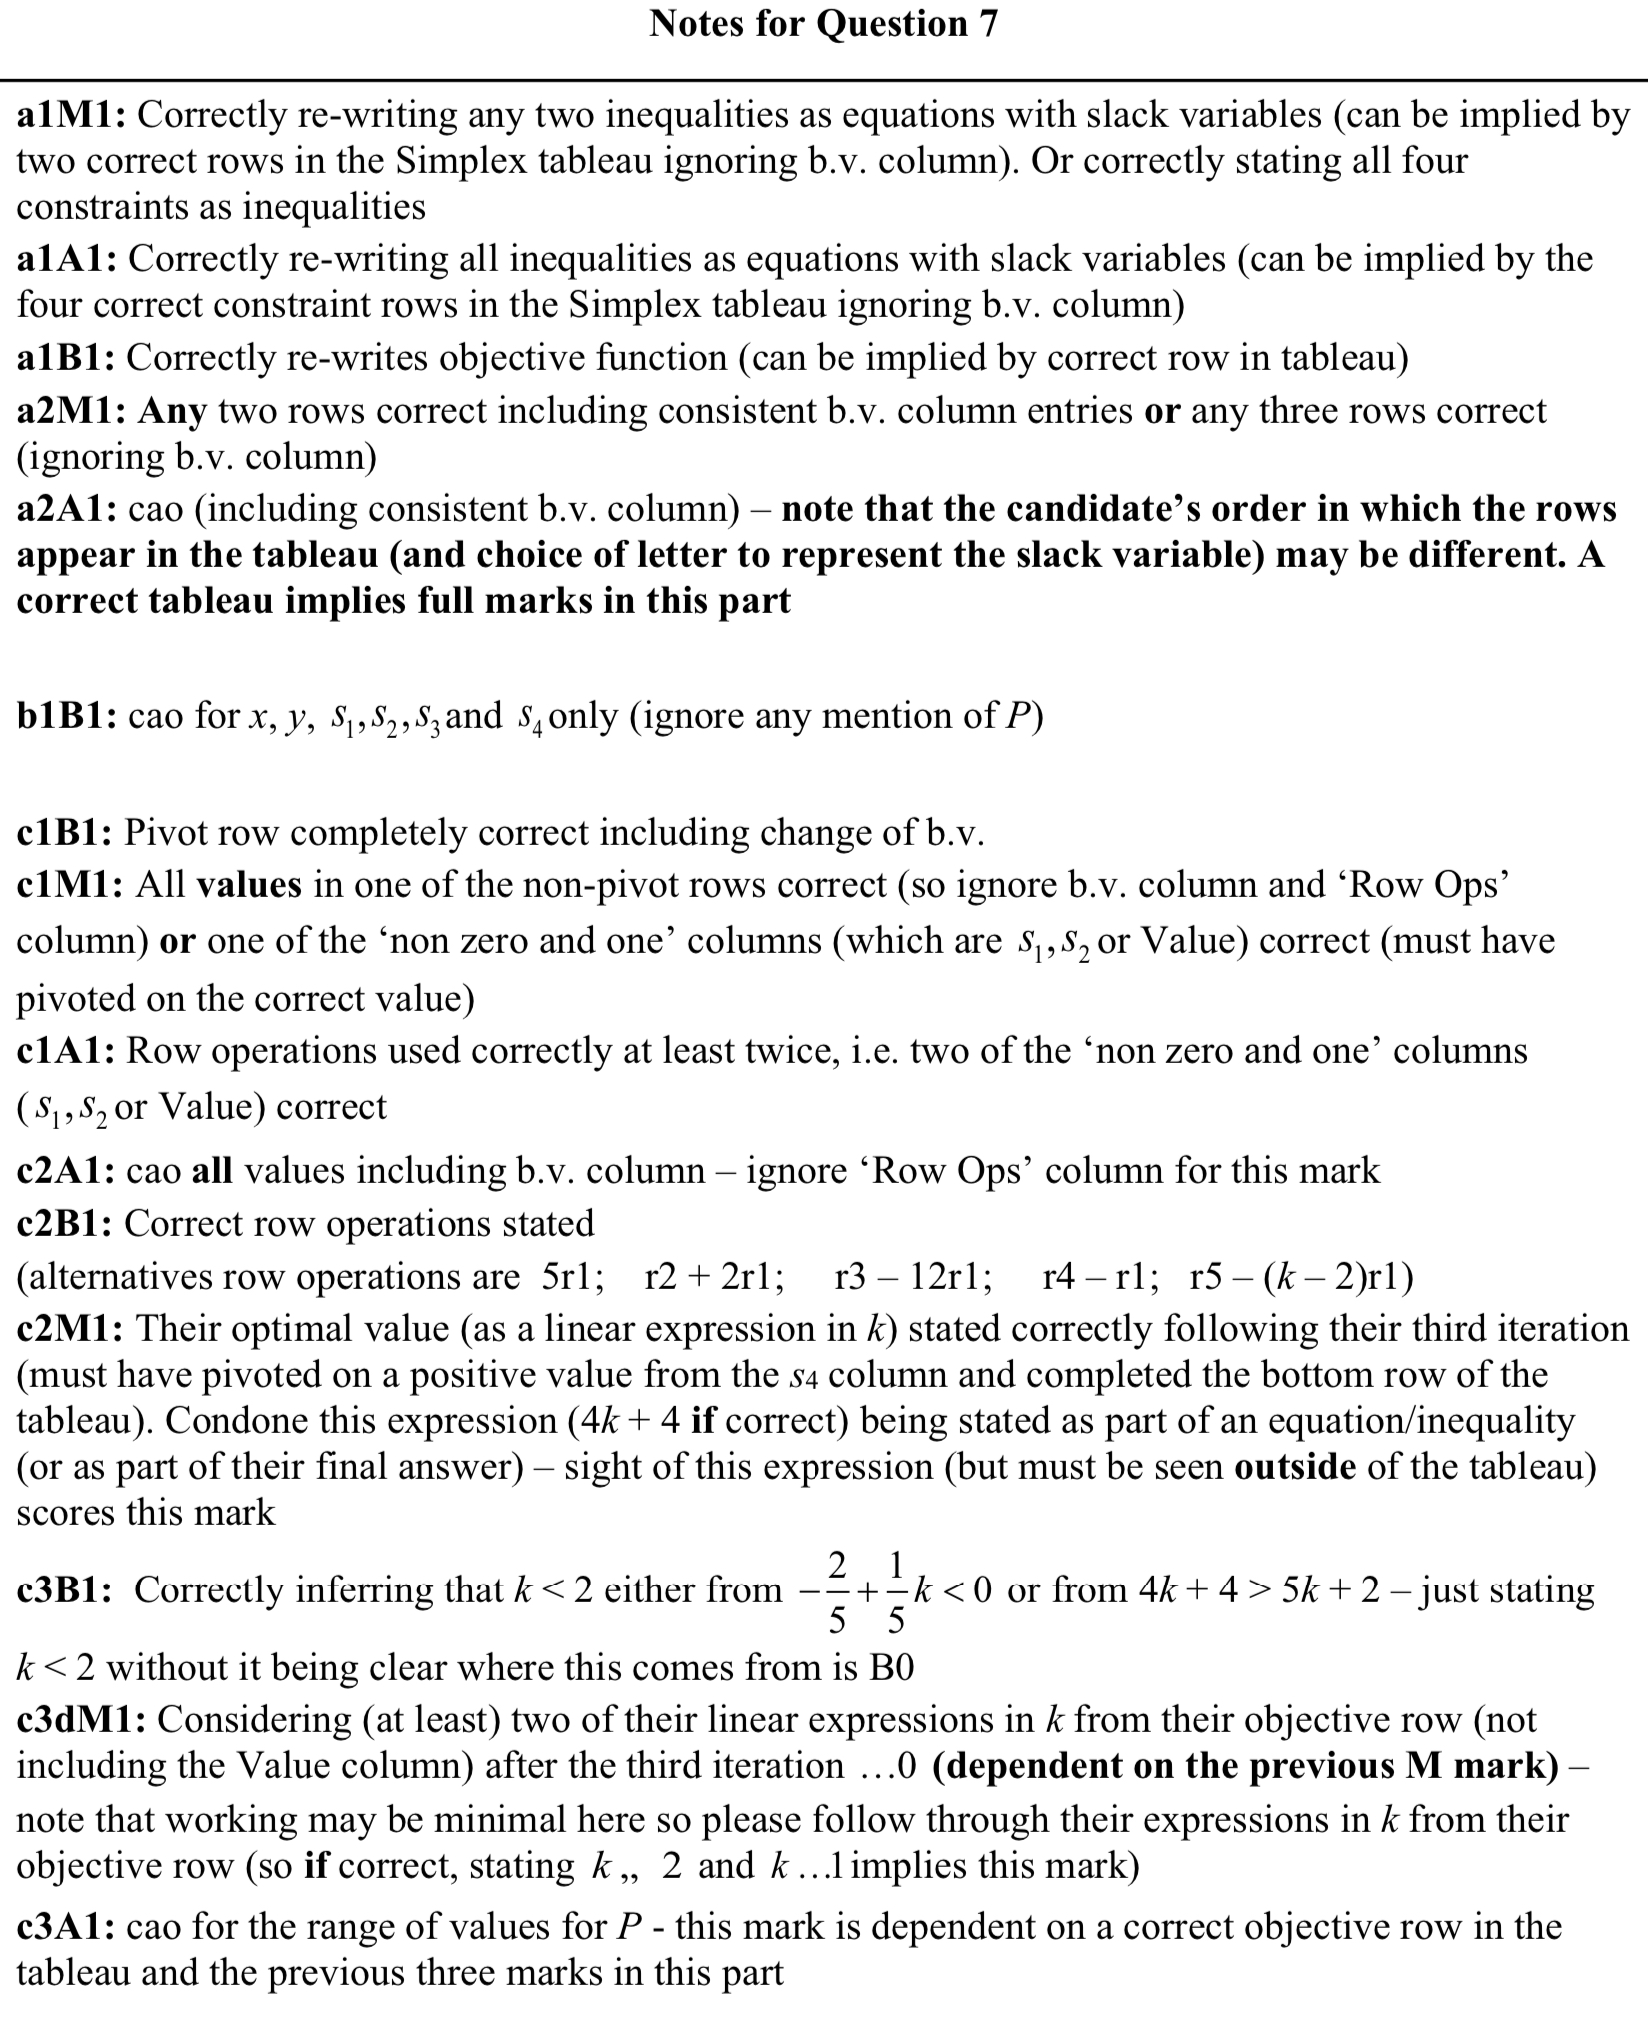 Notes for Question 7
a1M1: Correctly re-writing any two inequalities as equations with slack variables (can be implied by
two correct rows in the Simplex tableau ignoring b.v. column). Or correctly stating all four
constraints as inequalities
a1A1: Correctly re-writing all inequalities as equations with slack variables (can be implied by the
four correct constraint rows in the Simplex tableau ignoring b.v. column)
a1B1: Correctly re-writes objective function (can be implied by correct row in tableau)
a2M1: Any two rows correct including consistent b.v. column entries or any three rows correct
(ignoring b.v. column)
a2A1: cao (including consistent b.v. column) – note that the candidate’s order in which the rows
appear in the tableau (and choice of letter to represent the slack variable) may be different. A
correct tableau implies full marks in this part
b1B1: cao for x, y, s₁,s₂,s₃and s₄only (ignore any mention of P)
c1B1: Pivot row completely correct including change of b.v.
c1M1: All values in one of the non-pivot rows correct (so ignore b.v. column and ‘Row Ops’
column) or one of the ‘non zero and one’ columns (which are s₁,s₂ or Value) correct (must have
pivoted on the correct value)
c1A1: Row operations used correctly at least twice, i.e. two of the ‘non zero and one’ columns
(s₁,s₂ or Value) correct
c2A1: cao all values including b.v. column – ignore ‘Row Ops’ column for this mark
c2B1: Correct row operations stated
(alternatives row operations are 5r1; r2 + 2r1; r3 – 12r1; r4 – r1; r5 – (k – 2)r1)
c2M1: Their optimal value (as a linear expression in k) stated correctly following their third iteration
(must have pivoted on a positive value from the s4 column and completed the bottom row of the
tableau). Condone this expression (4k + 4 if correct) being stated as part of an equation/inequality
(or as part of their final answer) – sight of this expression (but must be seen outside of the tableau)
scores this mark
c3B1: Correctly inferring that k < 2 either from −2/5 + 1/5 k < 0 or from 4k + 4 > 5k + 2 – just stating
k < 2 without it being clear where this comes from is B0
c3dM1: Considering (at least) two of their linear expressions in k from their objective row (not
including the Value column) after the third iteration …0 (dependent on the previous M mark) –
note that working may be minimal here so please follow through their expressions in k from their
objective row (so if correct, stating k „ 2 and k …1implies this mark)
c3A1: cao for the range of values for P - this mark is dependent on a correct objective row in the
tableau and the previous three marks in this part